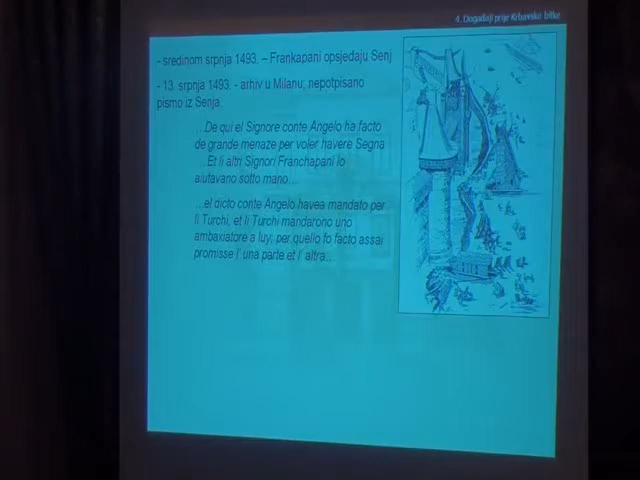 4. Događaji prije Krbavske bitke
- sredinom srpnja 1493. – Frankapani opsjedaju Senj
- 13. srpnja 1493. - arhiv u Milanu; nepotpisano
pismo iz Senja:
...De qui el Signore conte Angelo ha facto
de grande menaze per voler havere Segna
...Et li altri Signori Franchapani lo
aiutavano sotto mano...
...el dicto conte Angelo havea mandato per
li Turchi, et li Turchi mandarono uno
ambaxiatore a luy; per quello fo facto assai
promisse l' una parte et l' altra...